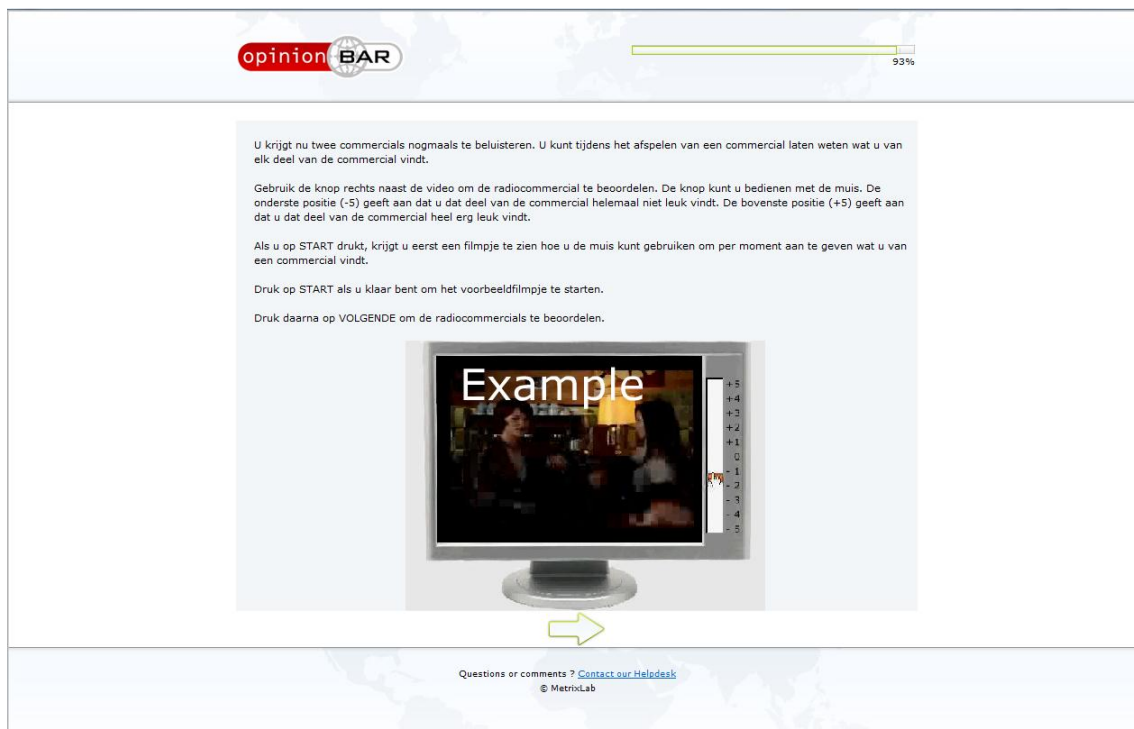 opinion BAR
93%
U krijgt nu twee commercials nogmaals te beluisteren. U kunt tijdens het afspelen van een commercial laten weten wat u van
elk deel van de commercial vindt.
Gebruik de knop rechts naast de video om de radiocommercial te beoordelen. De knop kunt u bedienen met de muis. De
onderste positie (-5) geeft aan dat u dat deel van de commercial helemaal niet leuk vindt. De bovenste positie (+5) geeft aan
dat u dat deel van de commercial heel erg leuk vindt.
Als u op START drukt, krijgt u eerst een filmpje te zien hoe u de muis kunt gebruiken om per moment aan te geven wat u van
een commercial vindt.
Druk op START als u klaar bent om het voorbeeldfilmpje te starten.
Druk daarna op VOLGENDE om de radiocommercials te beoordelen.
Example
+5
+4
+3
+2
+1
0
- 1
- 2
- 3
- 4
- 5
Questions or comments ? Contact our Helpdesk
© MetrixLab